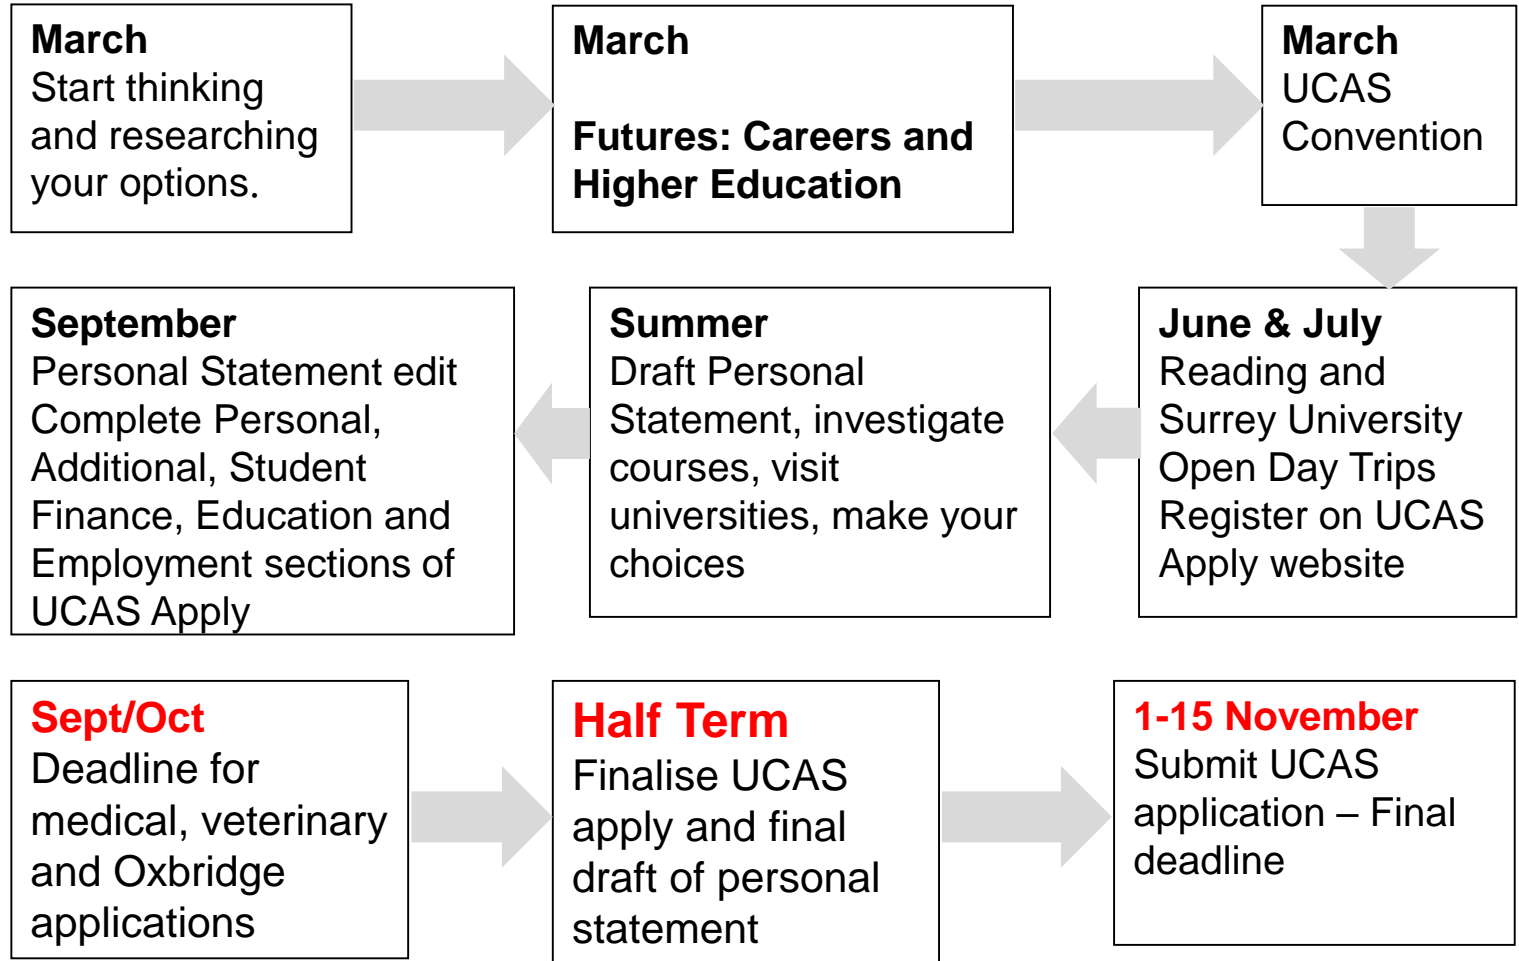 March
Start thinking
and researching
your options.
March
Futures: Careers and
Higher Education
March
UCAS
Convention
June & July
Reading and
Surrey University
Open Day Trips
Register on UCAS
Apply website
Summer
Draft Personal
Statement, investigate
courses, visit
universities, make your
choices
September
Personal Statement edit
Complete Personal,
Additional, Student
Finance, Education and
Employment sections of
UCAS Apply
Sept/Oct
Deadline for
medical, veterinary
and Oxbridge
applications
Half Term
Finalise UCAS
apply and final
draft of personal
statement
1-15 November
Submit UCAS
application – Final
deadline